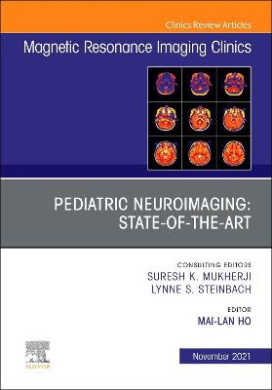 Clinics Review Articles
Magnetic Resonance Imaging Clinics
PEDIATRIC NEUROIMAGING:
STATE-OF-THE-ART
CONSULTING EDITORS
SURESH K. MUKHERJI
LYNNE S. STEINBACH
EDITOR
MAI-LAN HO
ELSEVIER
November 2021